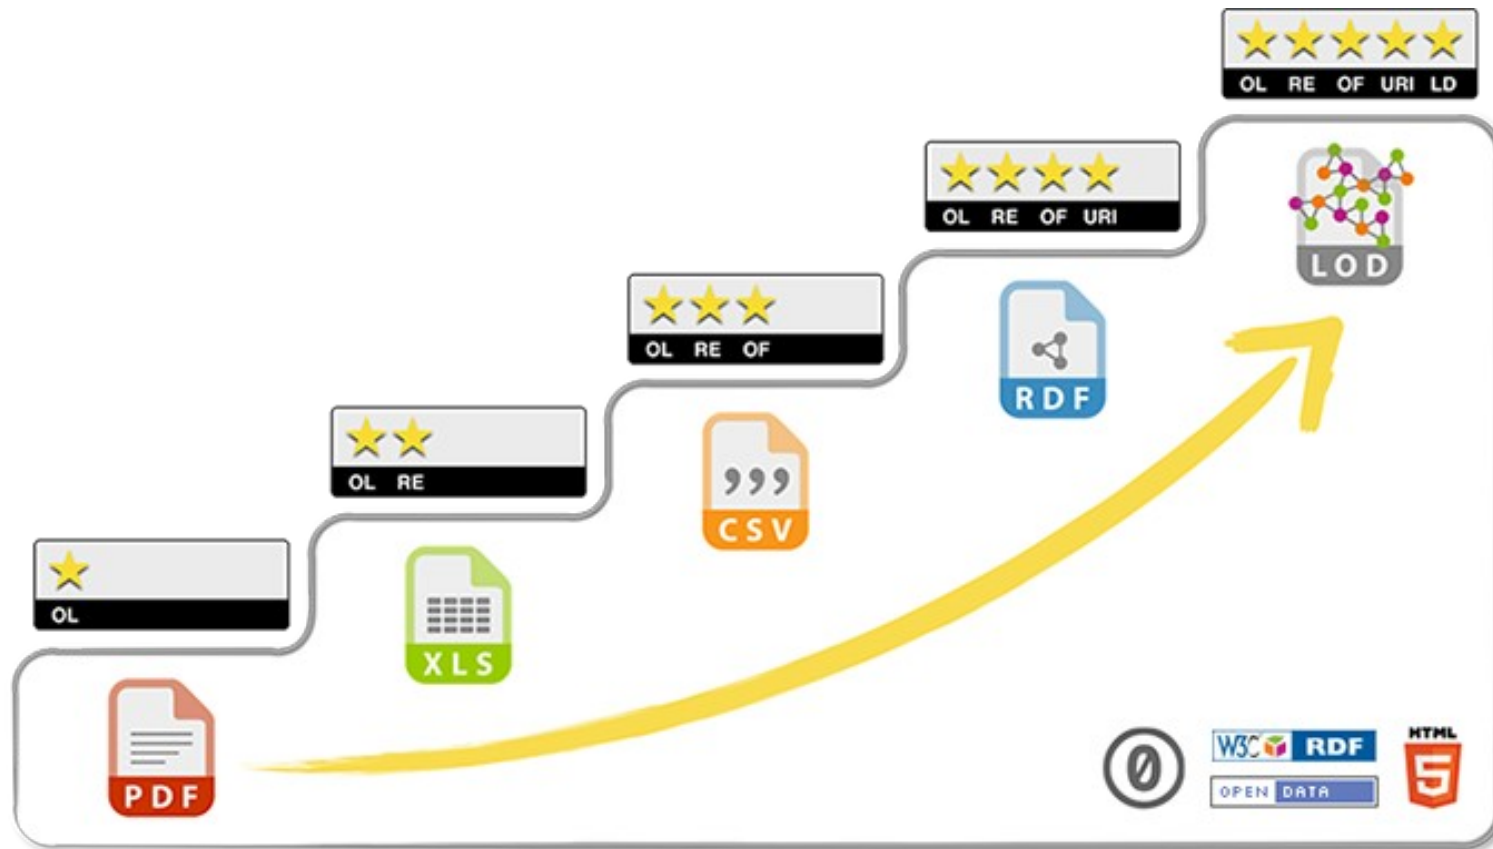 OL RE OF URI LD
LOD
OL RE OF URI
RDF
OL RE OF
CSV
OL RE
XLS
OL
PDF
0
W3C RDF
OPEN DATA
HTML
5